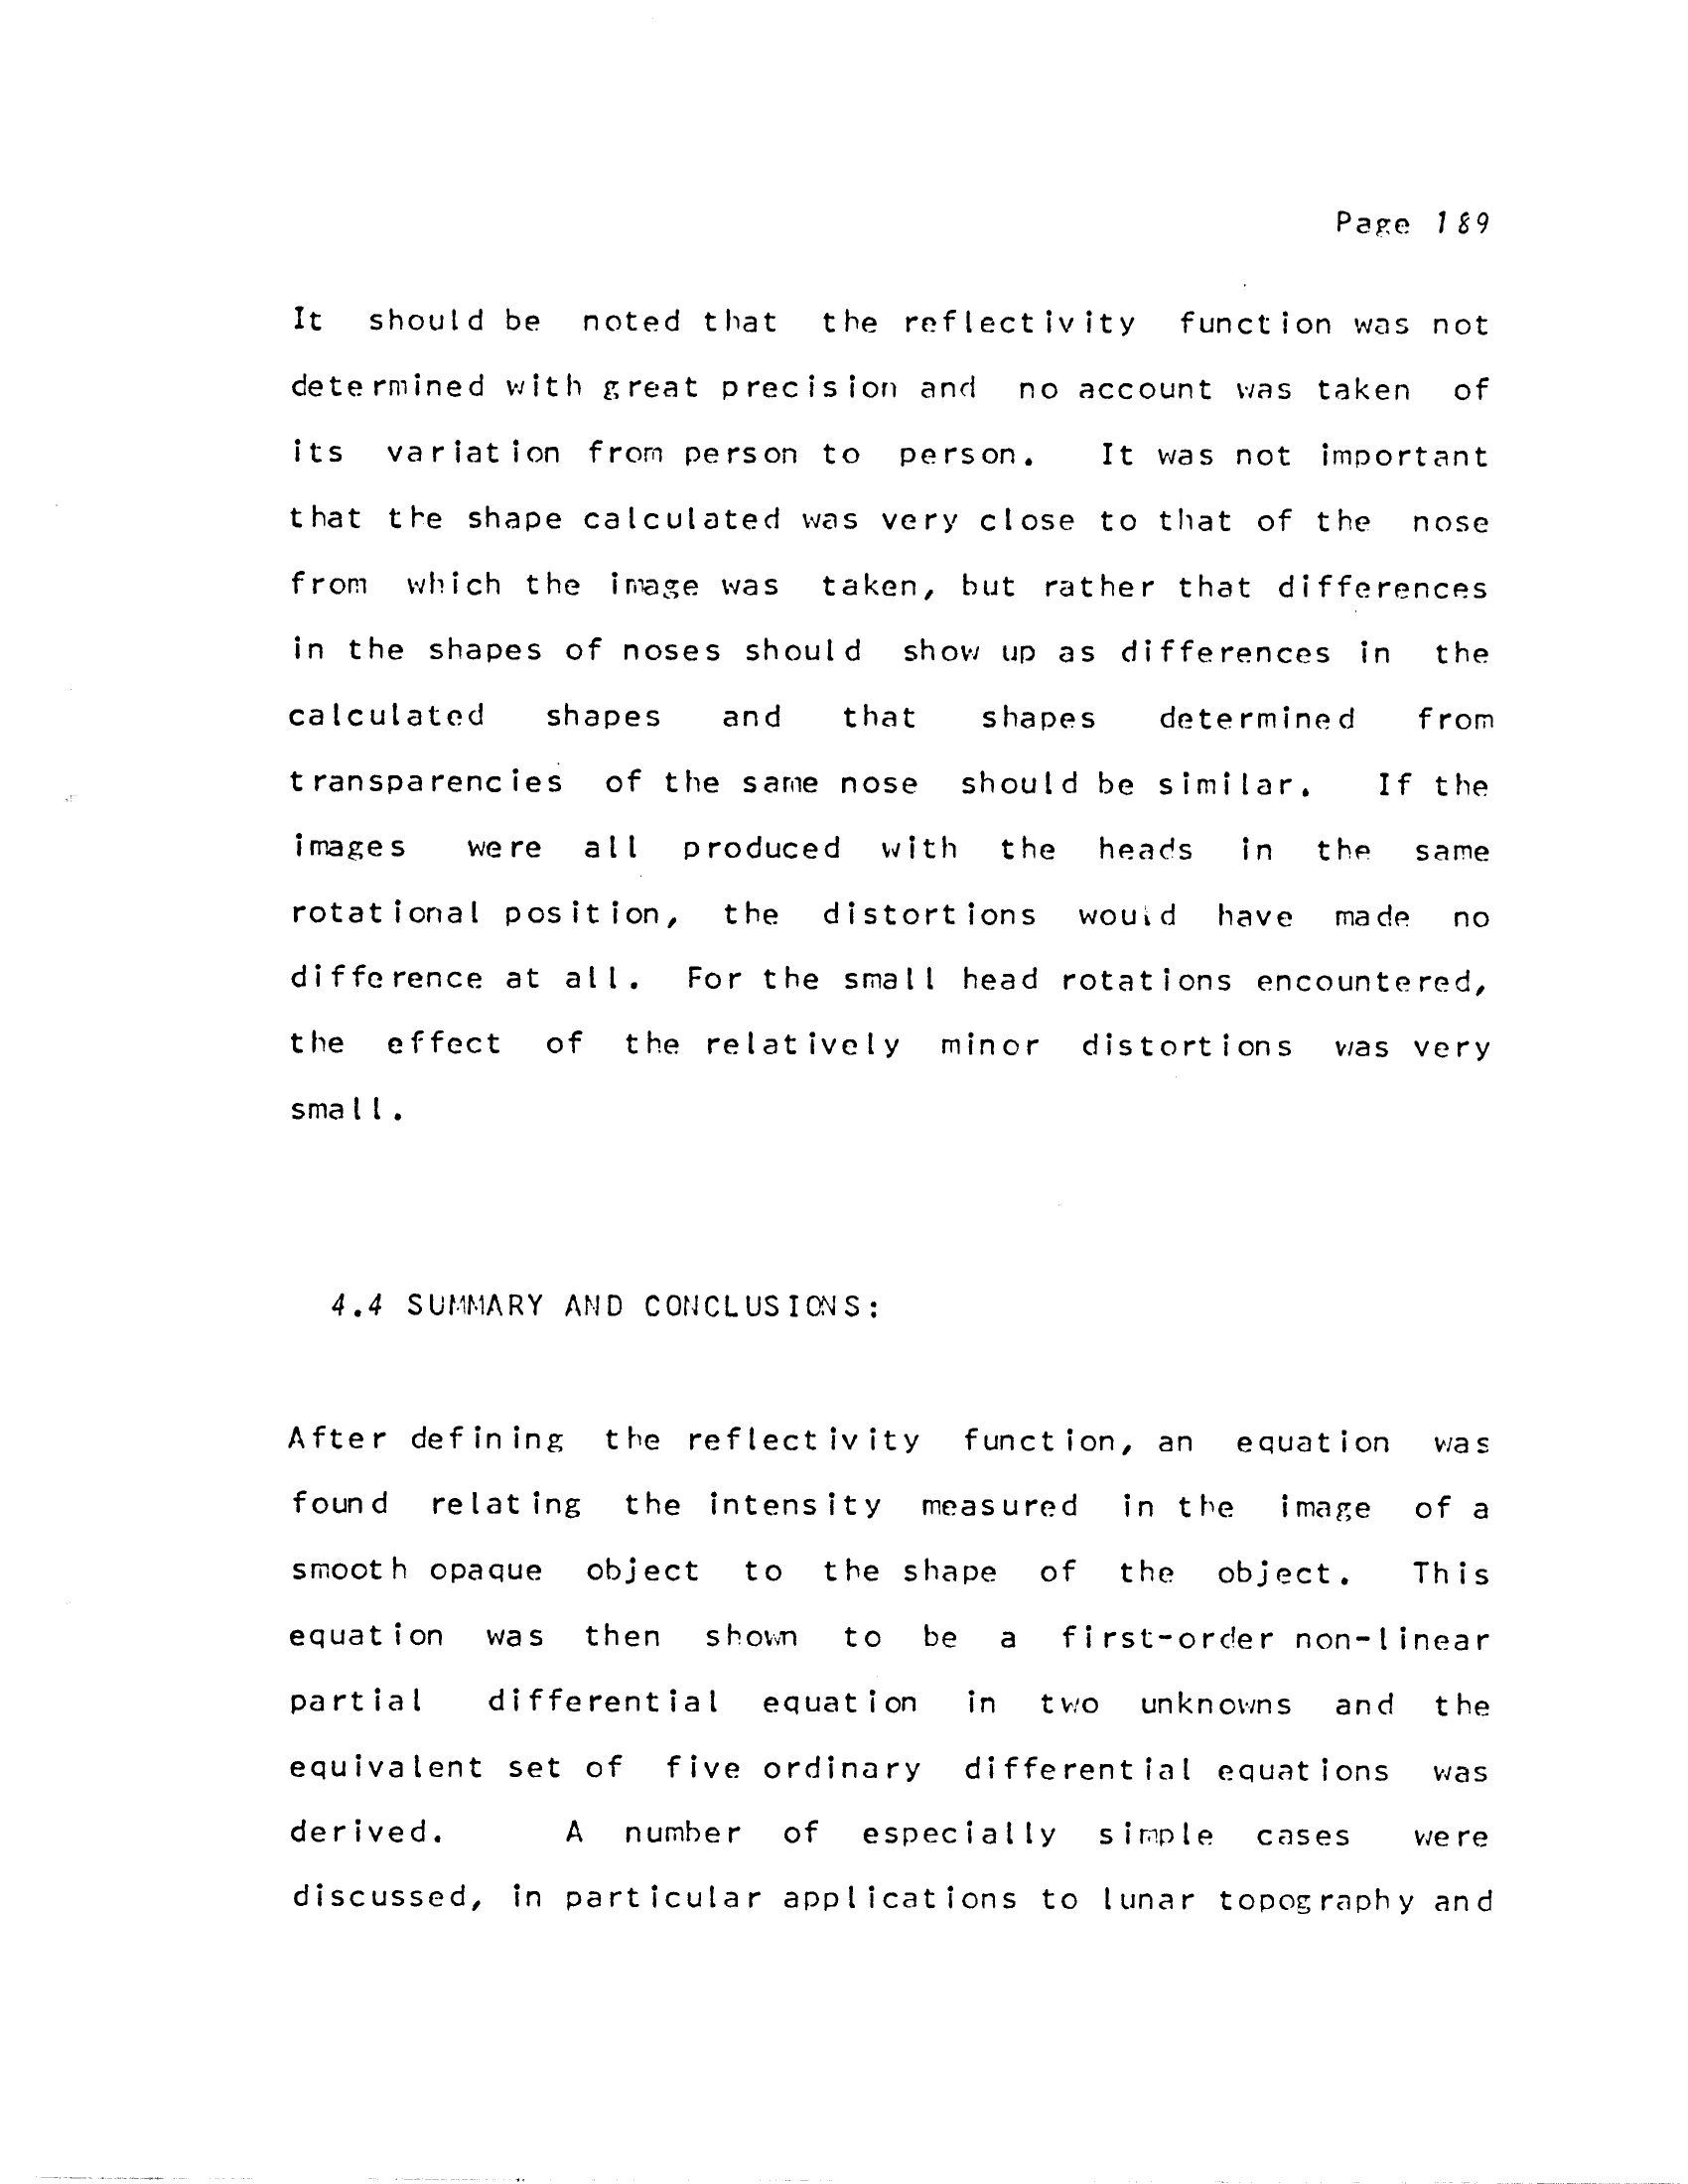 Page 189
It should be noted that the reflectivity function was not
determined with great precision and no account was taken of
its variation from person to person. It was not important
that the shape calculated was very close to that of the nose
from which the image was taken, but rather that differences
in the shapes of noses should show up as differences in the
calculated shapes and that shapes determined from
transparencies of the same nose should be similar. If the
images were all produced with the heads in the same
rotational position, the distortions would have made no
difference at all. For the small head rotations encountered,
the effect of the relatively minor distortions was very
small.
4.4 SUMMARY AND CONCLUSIONS:
After defining the reflectivity function, an equation was
found relating the intensity measured in the image of a
smooth opaque object to the shape of the object. This
equation was then shown to be a first-order non-linear
partial differential equation in two unknowns and the
equivalent set of five ordinary differential equations was
derived. A number of especially simple cases were
discussed, in particular applications to lunar topography and